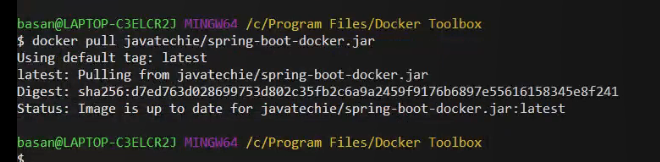 basan@LAPTOP-C3ELCR2J MINGW64 /c/Program Files/Docker Toolbox
$ docker pull javatechie/spring-boot-docker.jar
Using default tag: latest
latest: Pulling from javatechie/spring-boot-docker.jar
Digest: sha256:d7ed763d028699753d802c35fb2c6a9a2459f9176b6897e55616158345e8f241
Status: Image is up to date for javatechie/spring-boot-docker.jar:latest
basan@LAPTOP-C3ELCR2J MINGW64 /c/Program Files/Docker Toolbox
$